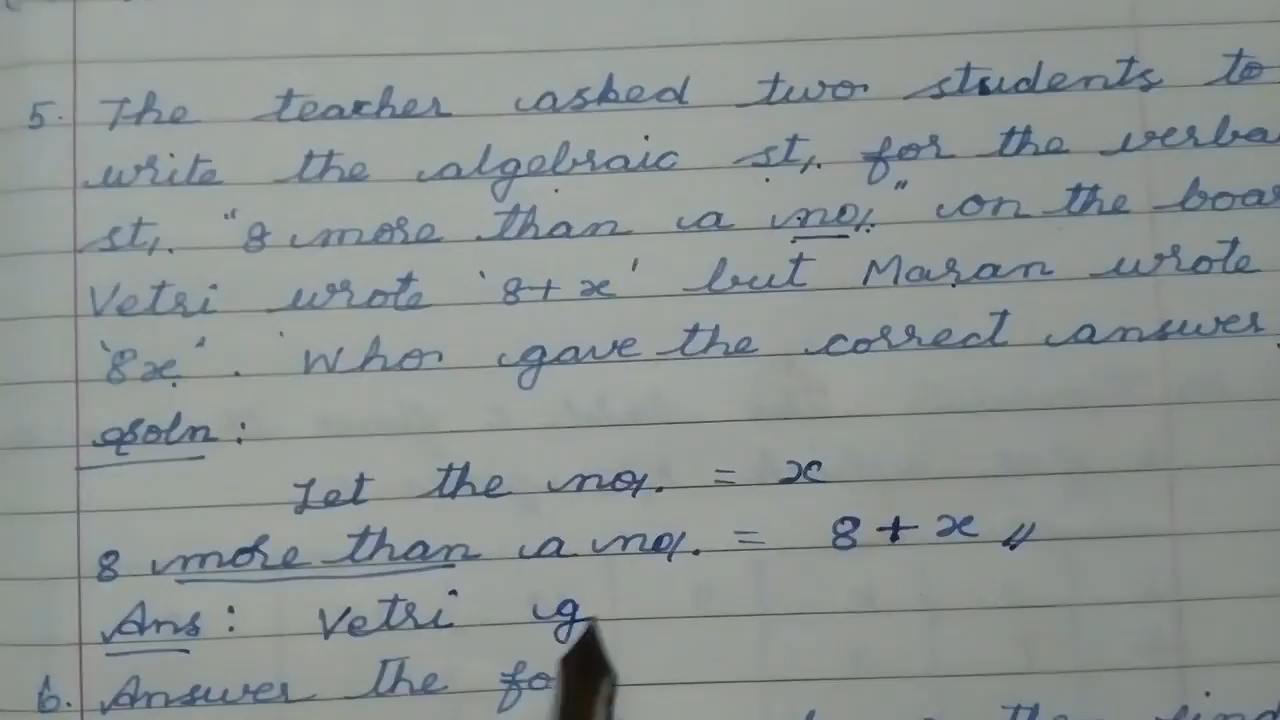 5. The teacher asked two students to
write the algebraic st/. for the verba
st/. "8 more than a no/." on the boar
Vetri wrote '8+x' but Maran wrote
'8x'. Who gave the correct answer
Soln:
Let the no/. = x
8 more than a no/. = 8 + x //
Ans: Vetri g
6. Answer the fo